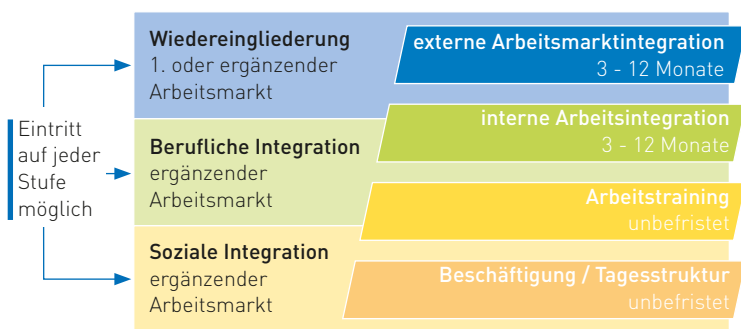 Wiedereingliederung
1. oder ergänzender
Arbeitsmarkt
externe Arbeitsmarktintegration
3 - 12 Monate
Eintritt
auf jeder
Stufe
möglich
Berufliche Integration
ergänzender
Arbeitsmarkt
interne Arbeitsintegration
3 - 12 Monate
Arbeitstraining
unbefristet
Soziale Integration
ergänzender
Arbeitsmarkt
Beschäftigung / Tagesstruktur
unbefristet